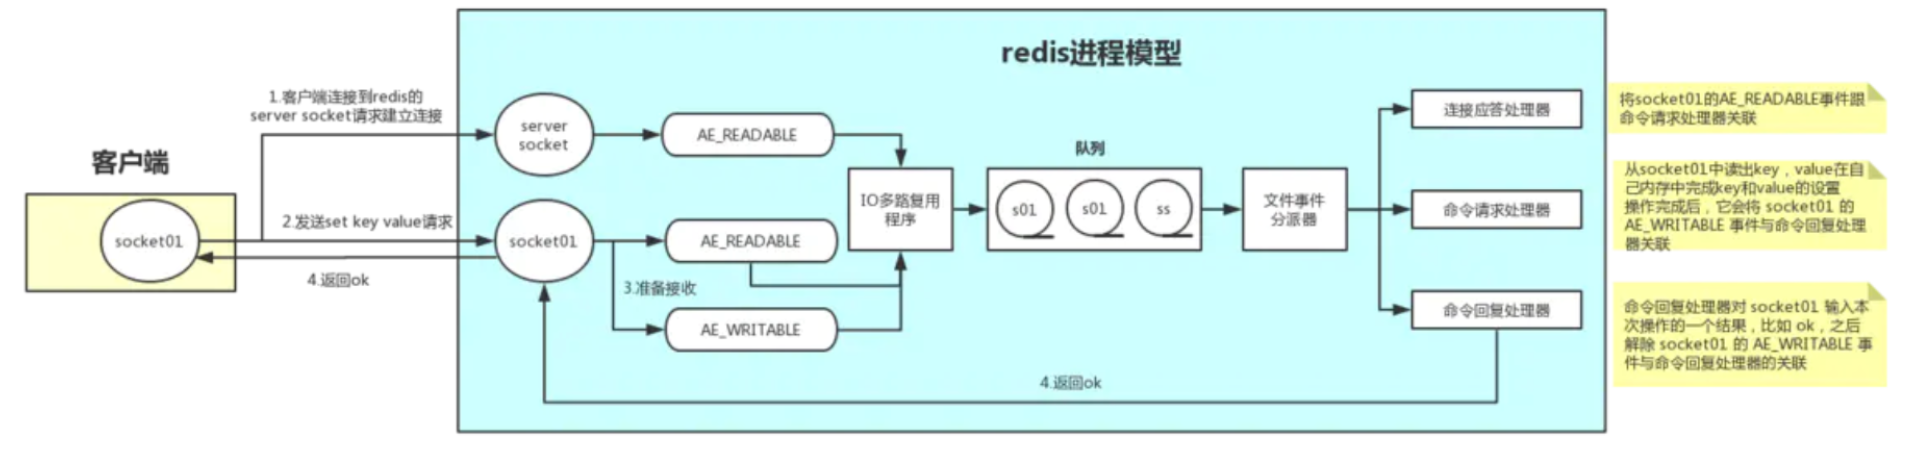 redis进程模型
1.客户端连接到redis的
server socket请求建立连接
客户端
socket01
2.发送set key value请求
4.返回ok
server
socket
AE_READABLE
socket01
AE_READABLE
3.准备接收
AE_WRITABLE
IO多路复用
程序
队列
s01
s01
ss
文件事件
分派器
连接应答处理器
命令请求处理器
命令回复处理器
4.返回ok
将socket01的AE_READABLE事件跟
命令请求处理器关联
从socket01中读出key，value在自
己内存中完成key和value的设置
操作完成后，它会将 socket01 的
AE_WRITABLE 事件与命令回复处理
器关联
命令回复处理器对 socket01 输入本
次操作的一个结果，比如 ok，之后
解除 socket01 的 AE_WRITABLE 事
件与命令回复处理器的关联